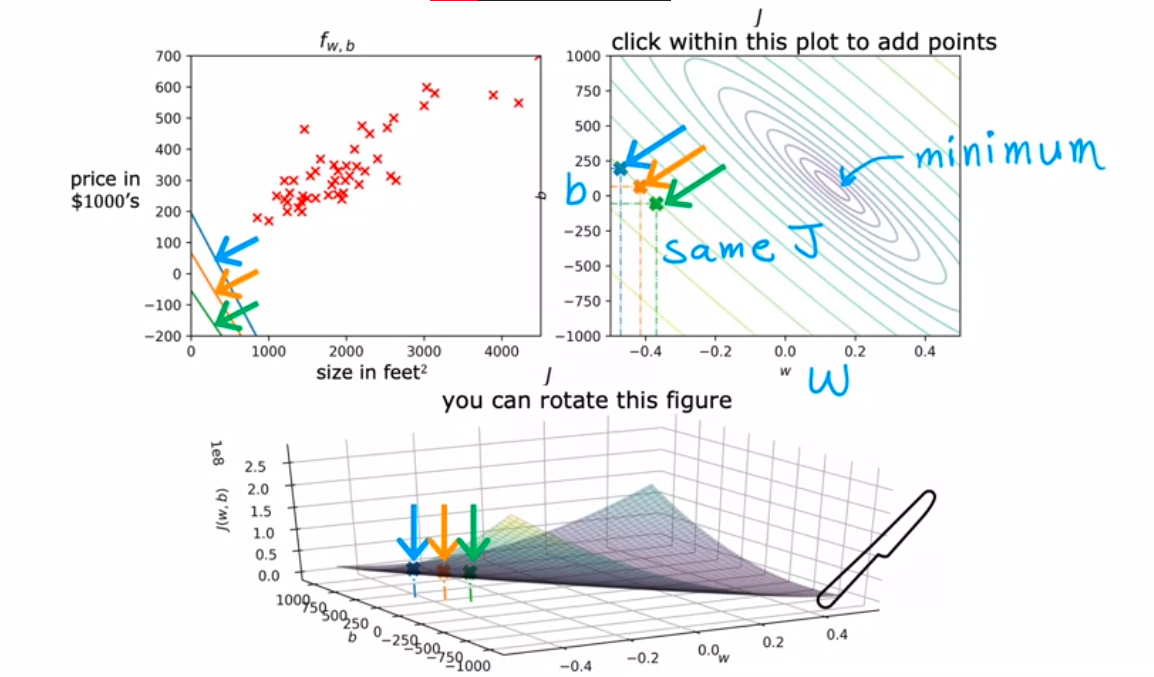 f_{w,b}
700
600
500
400
300
200
100
0
−100
−200
price in
$1000's
0 1000 2000 3000 4000
size in feet²
J
click within this plot to add points
1000
750
500
250
0
−250
−500
−750
−1000
b
b
minimum
same J
−0.4 −0.2 0.0 0.2 0.4
w
W
J
you can rotate this figure
1e8
J(w,b)
2.5
2.0
1.5
1.0
0.5
0.0
1000
750
500
250
0
−250
−500
−750
−1000
b
−0.4
−0.2
0.0
0.2
0.4
w